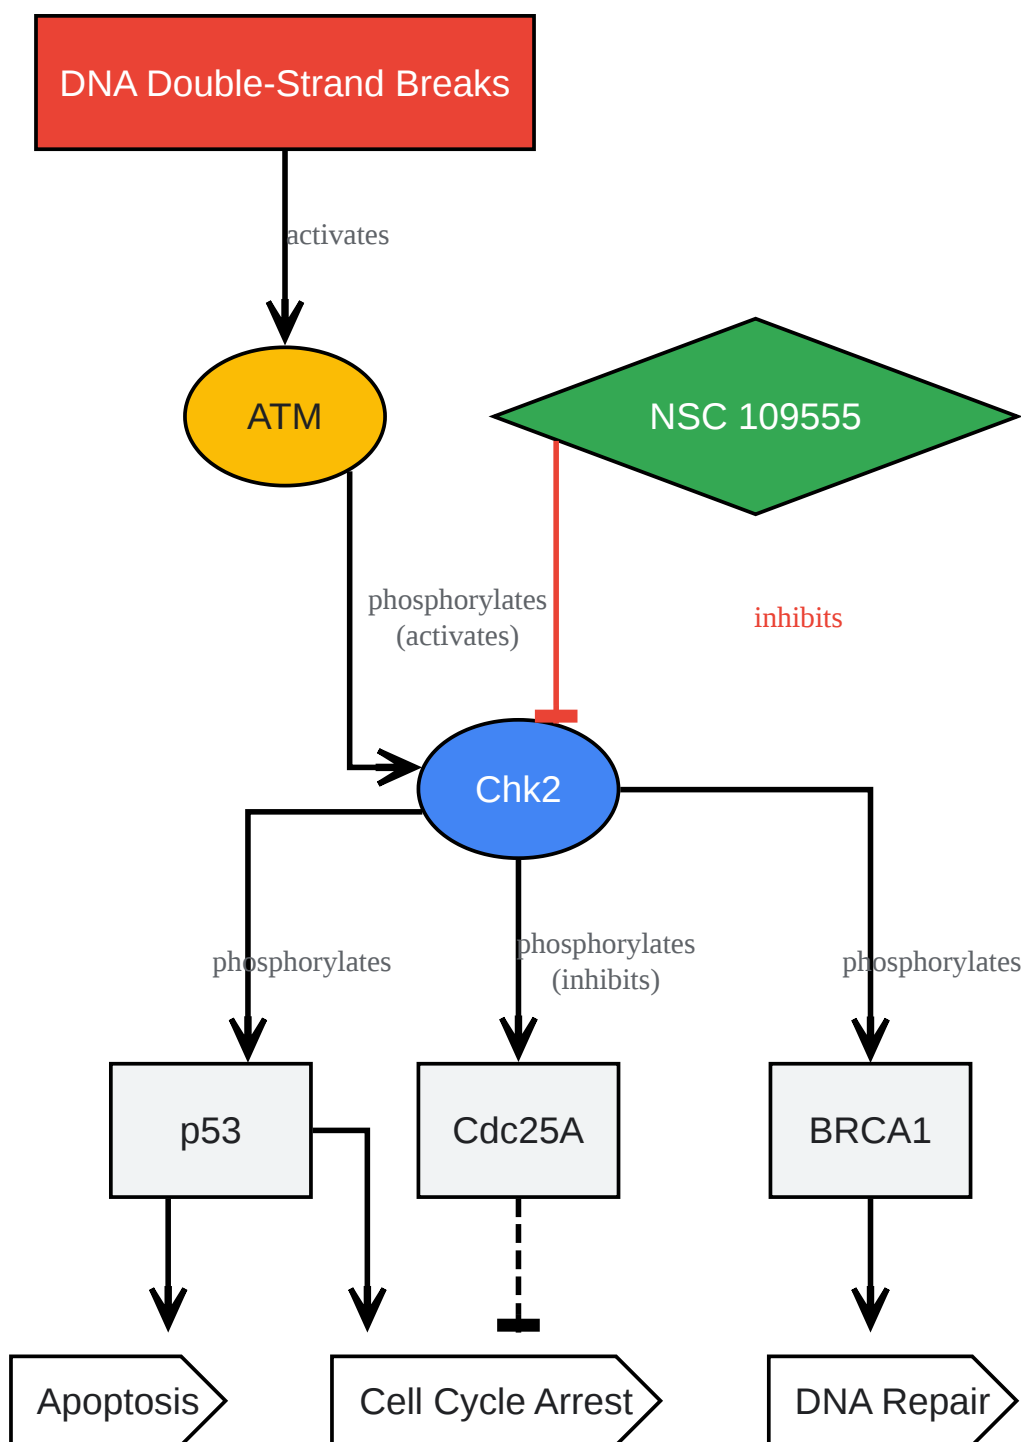 DNA Double-Strand Breaks
activates
ATM
NSC 109555
phosphorylates
(activates)
inhibits
Chk2
phosphorylates
phosphorylates
(inhibits)
phosphorylates
p53
Cdc25A
BRCA1
Apoptosis
Cell Cycle Arrest
DNA Repair